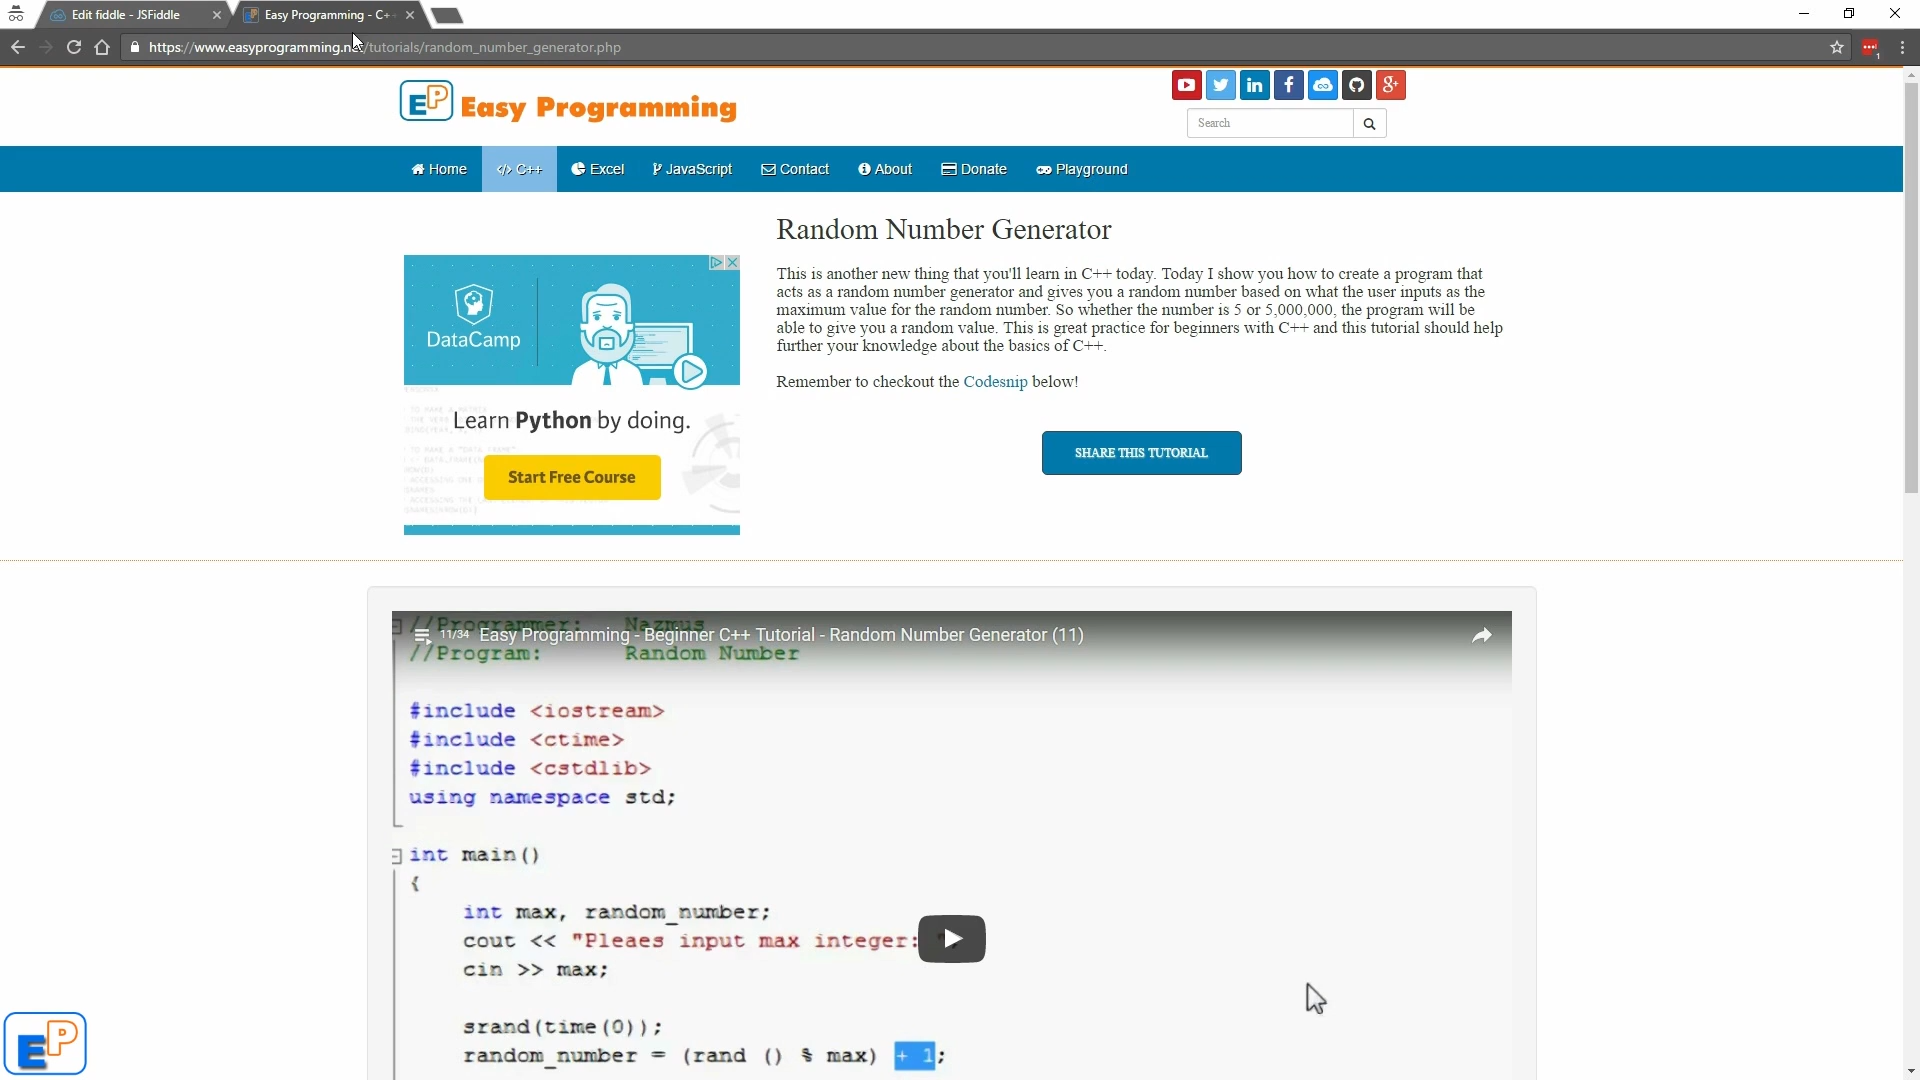 Edit fiddle - JSFiddle
Easy Programming - C+
https://www.easyprogramming.net/tutorials/random_number_generator.php
1
EP Easy Programming
Search
Home
C++
Excel
JavaScript
Contact
About
Donate
Playground
Random Number Generator
This is another new thing that you'll learn in C++ today. Today I show you how to create a program that
acts as a random number generator and gives you a random number based on what the user inputs as the
maximum value for the random number. So whether the number is 5 or 5,000,000, the program will be
able to give you a random value. This is great practice for beginners with C++ and this tutorial should help
further your knowledge about the basics of C++.
Remember to checkout the Codesnip below!
SHARE THIS TUTORIAL
DataCamp
Learn Python by doing.
Start Free Course
//Programmer: Nazmus
11/34 Easy Programming - Beginner C++ Tutorial - Random Number Generator (11)
//Program: Random Number
#include <iostream>
#include <ctime>
#include <cstdlib>
using namespace std;
int main()
{
int max, random_number;
cout << "Pleaes input max integer:
cin >> max;
srand(time(0));
random_number = (rand () % max) + 1;
EP